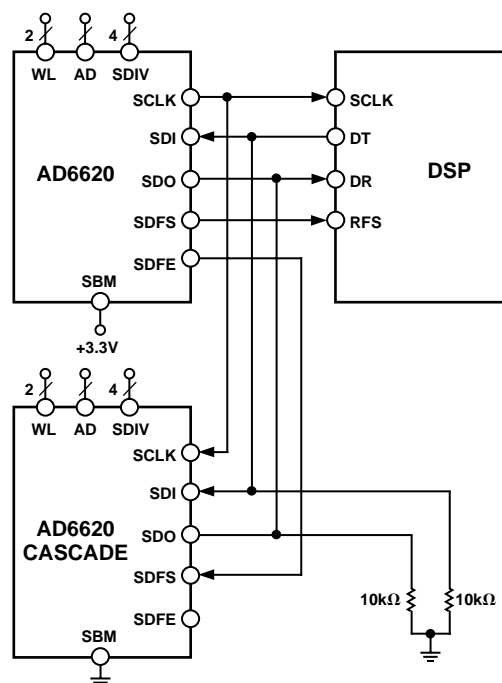 2 4
WL AD SDIV
SCLK SCLK
SDI DT
AD6620 DSP
SDO DR
SDFS RFS
SDFE
SBM
+3.3V
2 4
WL AD SDIV
SCLK
SDI
AD6620
CASCADE
SDO
SDFS
10kΩ 10kΩ
SDFE
SBM